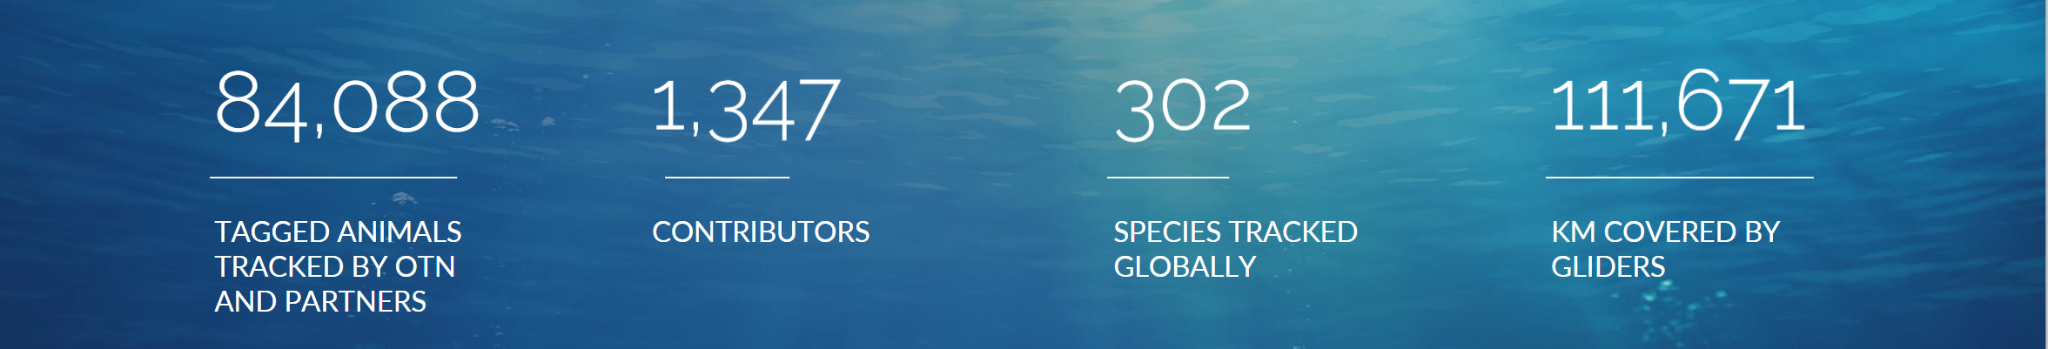 84,088
TAGGED ANIMALS
TRACKED BY OTN
AND PARTNERS
1,347
CONTRIBUTORS
302
SPECIES TRACKED
GLOBALLY
111,671
KM COVERED BY
GLIDERS